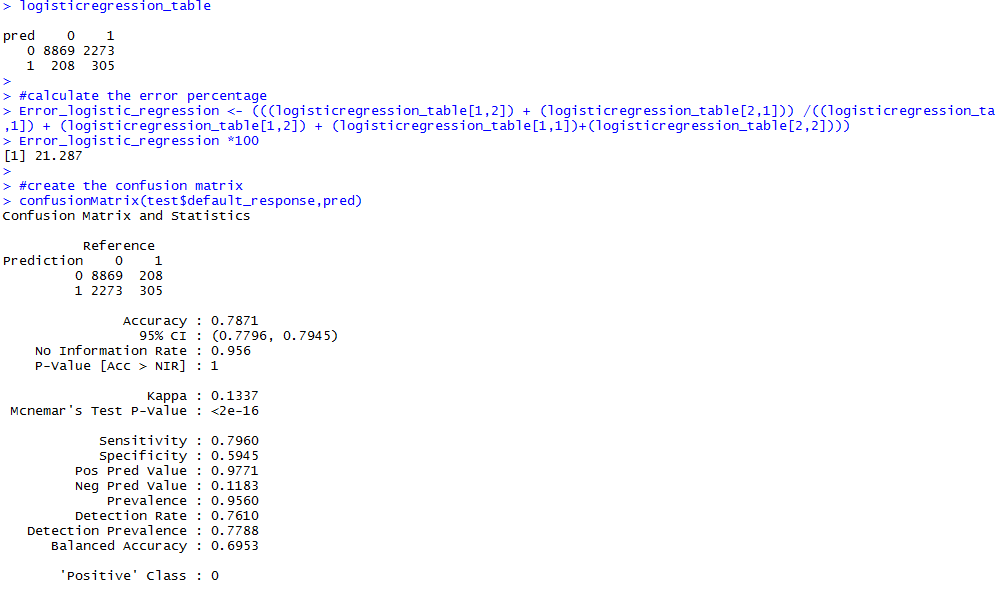 > logisticregression_table
pred    0    1
   0 8869 2273
   1  208  305
>
> #calculate the error percentage
> Error_logistic_regression <- (((logisticregression_table[1,2]) + (logisticregression_table[2,1])) /((logisticregression_ta
,1]) + (logisticregression_table[1,2]) + (logisticregression_table[1,1])+(logisticregression_table[2,2])))
> Error_logistic_regression *100
[1] 21.287
>
> #create the confusion matrix
> confusionMatrix(test$default_response,pred)
Confusion Matrix and Statistics
          Reference
Prediction    0    1
         0 8869  208
         1 2273  305
               Accuracy : 0.7871
                 95% CI : (0.7796, 0.7945)
    No Information Rate : 0.956
    P-Value [Acc > NIR] : 1
                  Kappa : 0.1337
 Mcnemar's Test P-Value : <2e-16
            Sensitivity : 0.7960
            Specificity : 0.5945
         Pos Pred Value : 0.9771
         Neg Pred Value : 0.1183
             Prevalence : 0.9560
         Detection Rate : 0.7610
   Detection Prevalence : 0.7788
      Balanced Accuracy : 0.6953
       'Positive' Class : 0